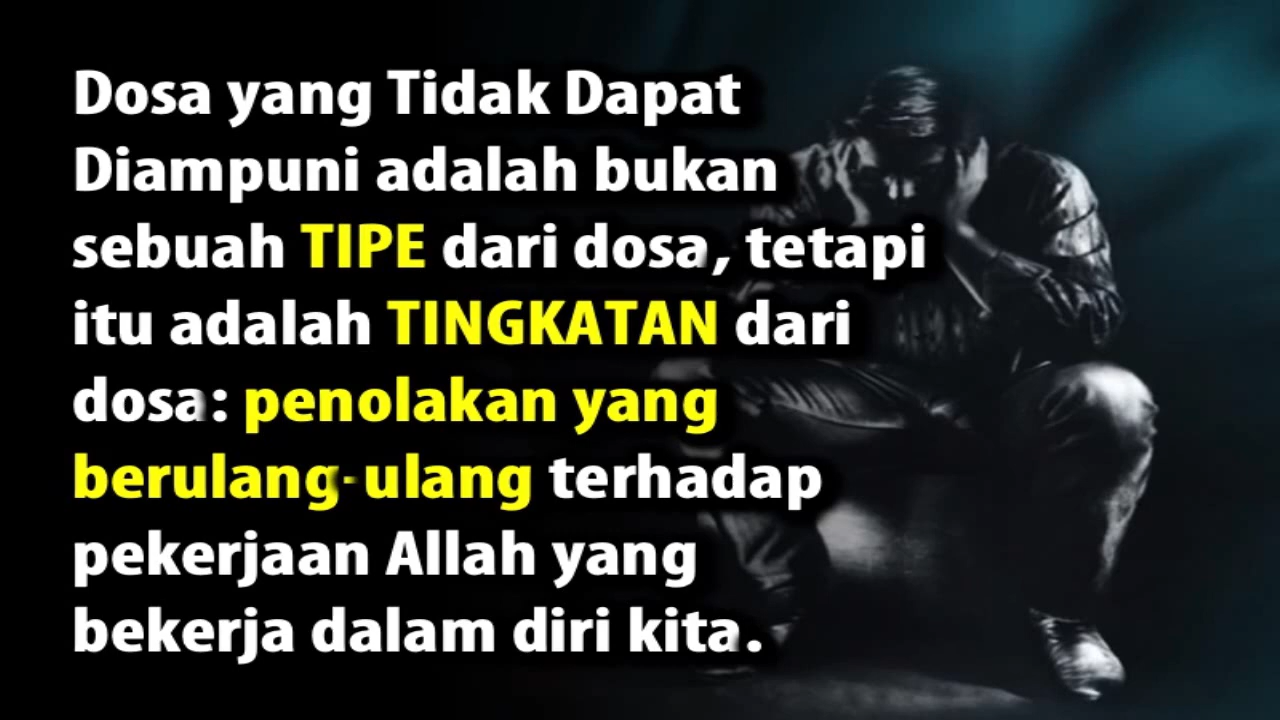 Dosa yang Tidak Dapat
Diampuni adalah bukan
sebuah TIPE dari dosa, tetapi
itu adalah TINGKATAN dari
dosa: penolakan yang
berulang-ulang terhadap
pekerjaan Allah yang
bekerja dalam diri kita.